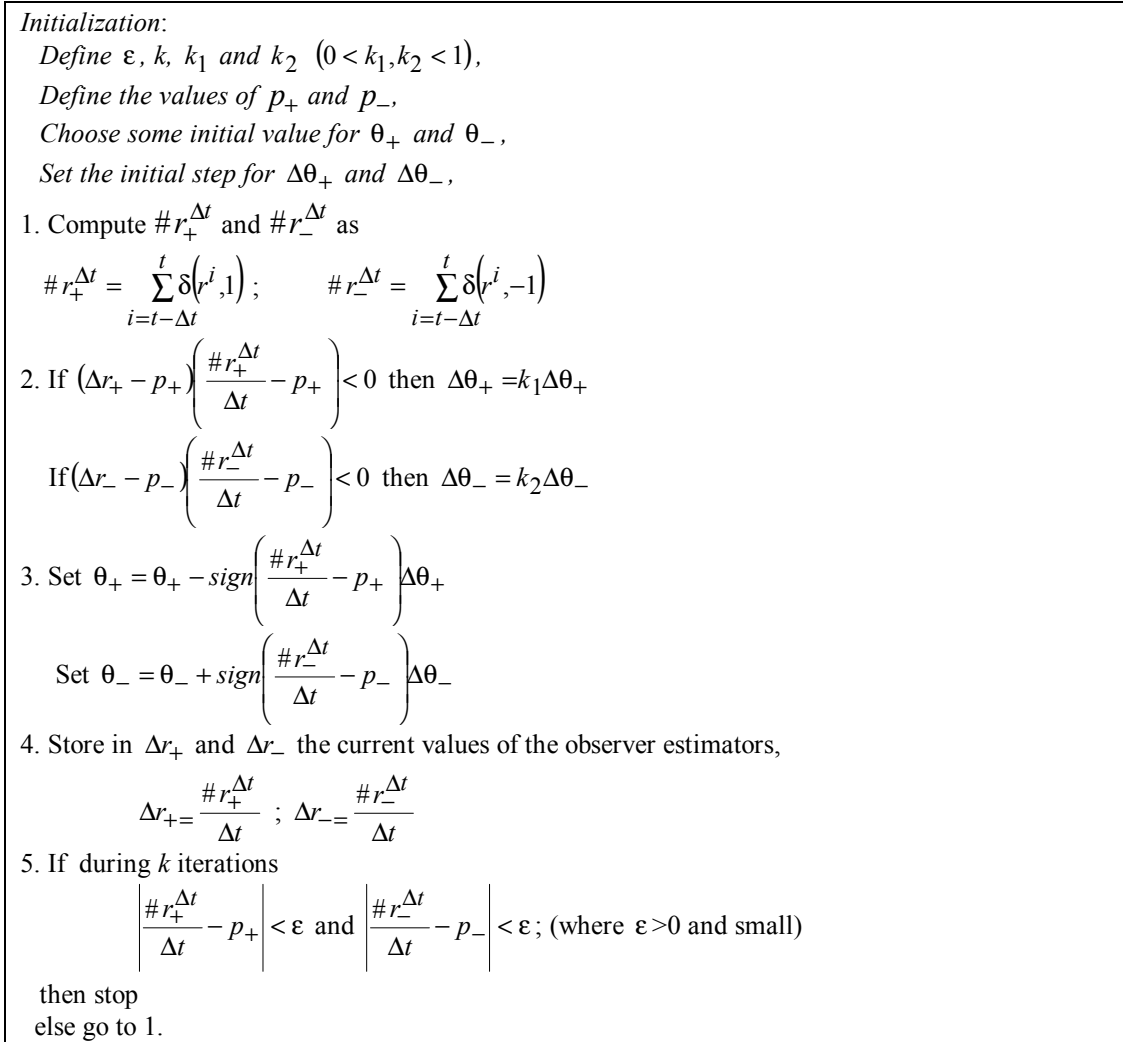 Initialization:
Define ε, k, k₁ and k₂ (0 < k₁,k₂ < 1),
Define the values of p₊ and p₋,
Choose some initial value for θ₊ and θ₋,
Set the initial step for Δθ₊ and Δθ₋,
1. Compute #r₊^Δt and #r₋^Δt as
#r₊^Δt = ∑_{i=t−Δt}^{t} δ(r^i,1) ; #r₋^Δt = ∑_{i=t−Δt}^{t} δ(r^i,−1)
2. If (Δr₊ − p₊)(#r₊^Δt / Δt − p₊) < 0 then Δθ₊ =k₁Δθ₊
If(Δr₋ − p₋)(#r₋^Δt / Δt − p₋) < 0 then Δθ₋ = k₂Δθ₋
3. Set θ₊ = θ₊ − sign(#r₊^Δt / Δt − p₊)Δθ₊
Set θ₋ = θ₋ + sign(#r₋^Δt / Δt − p₋)Δθ₋
4. Store in Δr₊ and Δr₋ the current values of the observer estimators,
Δr₊= #r₊^Δt / Δt ; Δr₋= #r₋^Δt / Δt
5. If during k iterations
|#r₊^Δt / Δt − p₊| < ε and |#r₋^Δt / Δt − p₋| < ε ; (where ε>0 and small)
then stop
else go to 1.